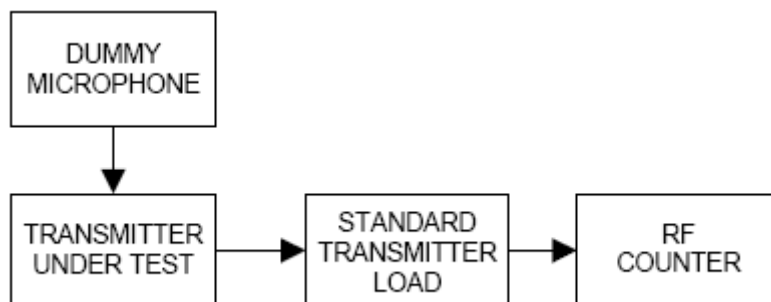 DUMMY
MICROPHONE
TRANSMITTER
UNDER TEST
STANDARD
TRANSMITTER
LOAD
RF
COUNTER